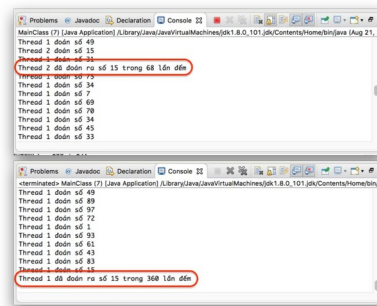 Problems Javadoc Declaration Console
MainClass (7) [Java Application] /Library/Java/JavaVirtualMachines/jdk1.8.0_101.jdk/Contents/Home/bin/java (Aug 21,
Thread 1 đoán số 49
Thread 2 đoán số 15
Thread 1 đoán số 31
Thread 2 đã đoán ra số 15 trong 68 lần đếm
Thread 1 đoán số 73
Thread 1 đoán số 34
Thread 1 đoán số 7
Thread 1 đoán số 69
Thread 1 đoán số 70
Thread 1 đoán số 34
Thread 1 đoán số 45
Thread 1 đoán số 33
Problems Javadoc Declaration Console
<terminated> MainClass (7) [Java Application] /Library/Java/JavaVirtualMachines/jdk1.8.0_101.jdk/Contents/Home/bin/
Thread 1 đoán số 49
Thread 1 đoán số 89
Thread 1 đoán số 97
Thread 1 đoán số 72
Thread 1 đoán số 1
Thread 1 đoán số 93
Thread 1 đoán số 61
Thread 1 đoán số 43
Thread 1 đoán số 83
Thread 1 đoán số 15
Thread 1 đã đoán ra số 15 trong 360 lần đếm